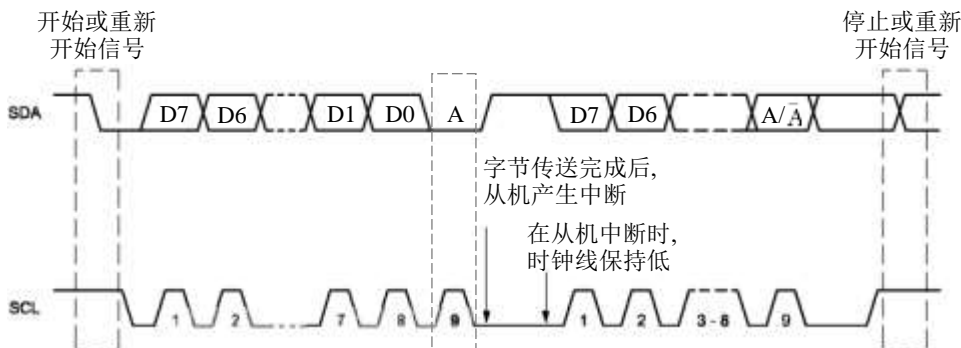 开始或重新
开始信号
停止或重新
开始信号
SDA
D7 D6 D1 D0 A D7 D6 A/Ā
字节传送完成后,
从机产生中断
在从机中断时,
时钟线保持低
SCL
1 2 7 8 9 1 2 3 - 8 9